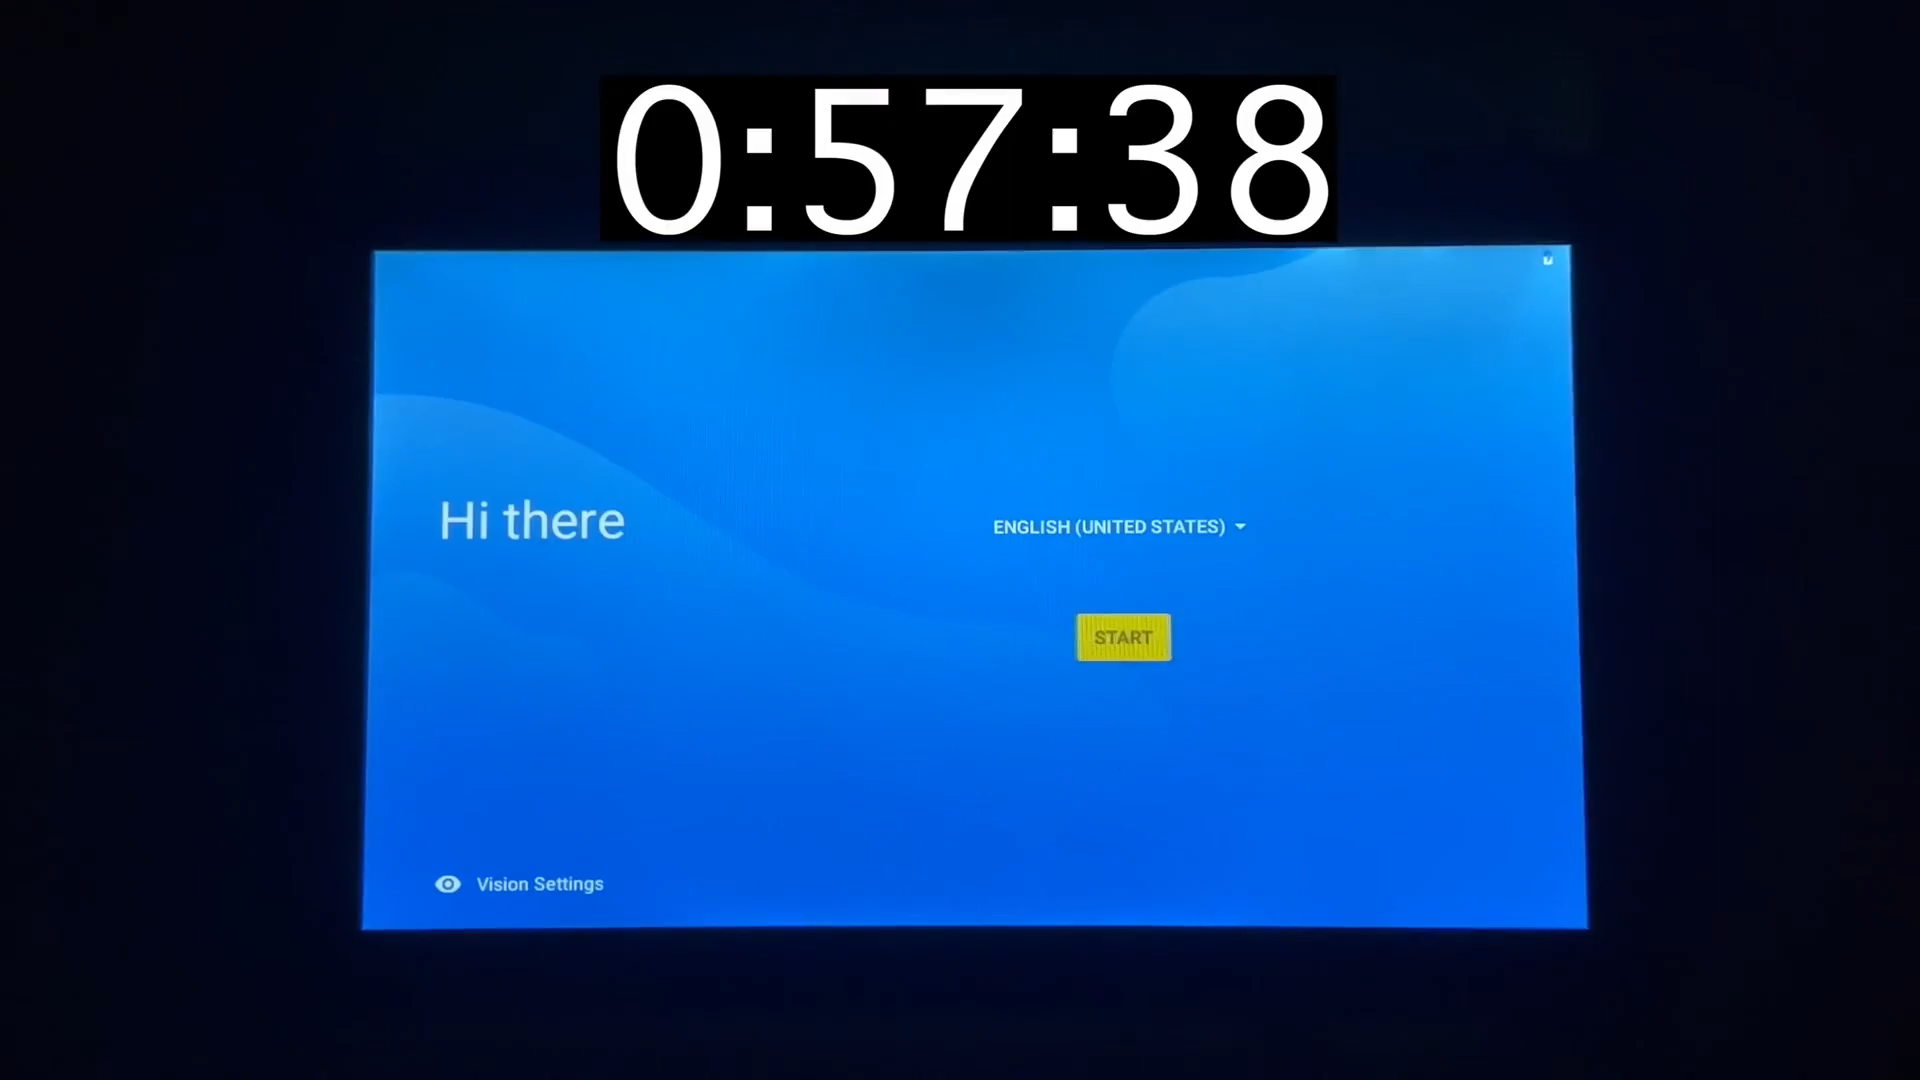 0:57:38
Hi there
ENGLISH (UNITED STATES)
START
Vision Settings